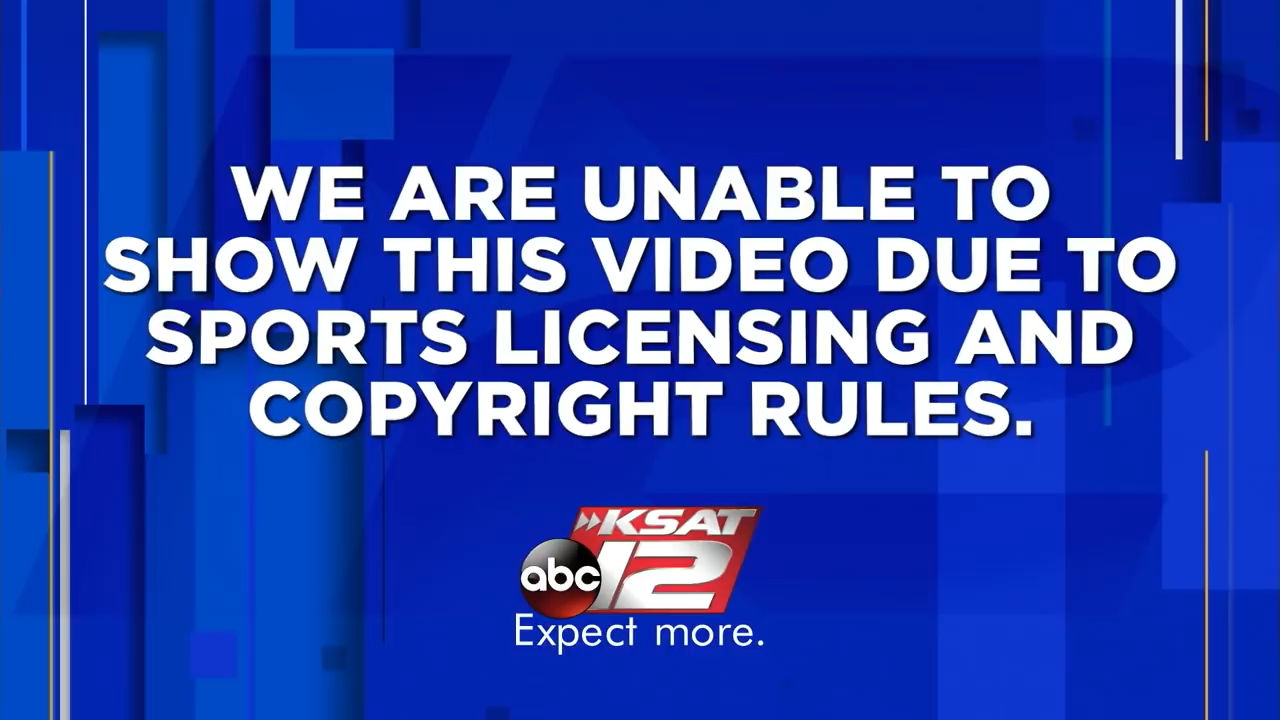 WE ARE UNABLE TO
SHOW THIS VIDEO DUE TO
SPORTS LICENSING AND
COPYRIGHT RULES.
KSAT
abc 12
Expect more.